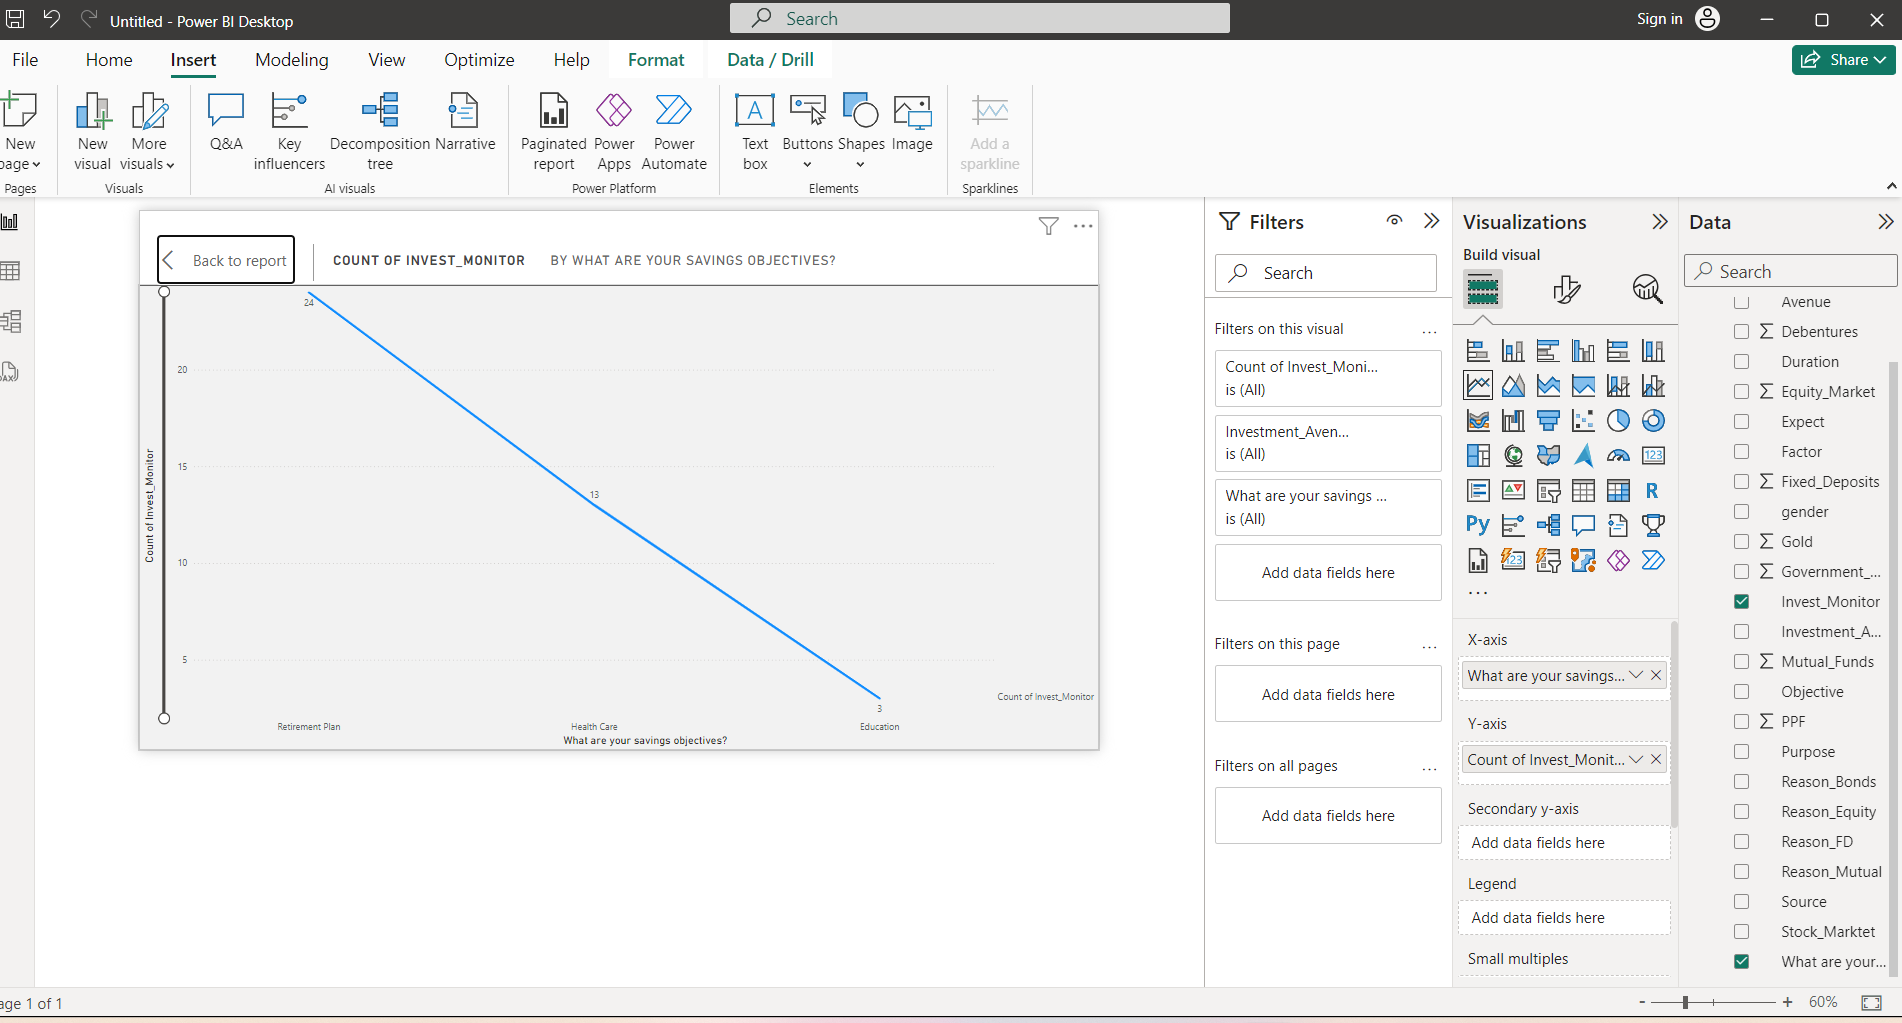 Untitled - Power BI Desktop
Search
Sign in
File
Home
Insert
Modeling
View
Optimize
Help
Format
Data / Drill
Share
New
page
Pages
New
visual
More
visuals
Visuals
Q&A
Key
influencers
Decomposition
tree
Narrative
AI visuals
Paginated
report
Power
Apps
Power
Automate
Power Platform
Text
box
A
Buttons
Shapes
Image
Elements
Add a
sparkline
Sparklines
Back to report
COUNT OF INVEST_MONITOR
BY WHAT ARE YOUR SAVINGS OBJECTIVES?
Count of Invest_Monitor
20
15
10
5
24
13
3
Count of Invest_Monitor
Retirement Plan
Health Care
Education
What are your savings objectives?
Filters
Search
Filters on this visual
...
Count of Invest_Moni...
is (All)
Investment_Aven...
is (All)
What are your savings ...
is (All)
Add data fields here
Filters on this page
...
Add data fields here
Filters on all pages
...
Add data fields here
Visualizations
Build visual
123
R
Py
123
...
X-axis
What are your savings...
Y-axis
Count of Invest_Monit...
Secondary y-axis
Add data fields here
Legend
Add data fields here
Small multiples
Data
Search
Avenue
Σ Debentures
Duration
Σ Equity_Market
Expect
Factor
Σ Fixed_Deposits
gender
Σ Gold
Σ Government_...
Invest_Monitor
Investment_A...
Σ Mutual_Funds
Objective
Σ PPF
Purpose
Reason_Bonds
Reason_Equity
Reason_FD
Reason_Mutual
Source
Stock_Marktet
What are your...
age 1 of 1
- + 60%